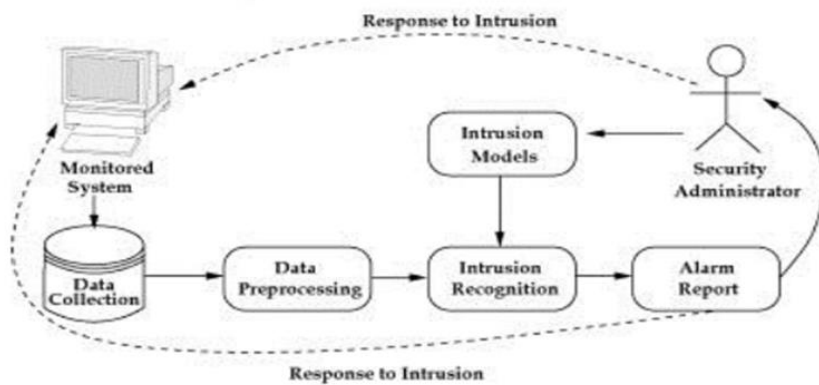 Response to Intrusion
Monitored
System
Intrusion
Models
Security
Administrator
Data
Collection
Data
Preprocessing
Intrusion
Recognition
Alarm
Report
Response to Intrusion